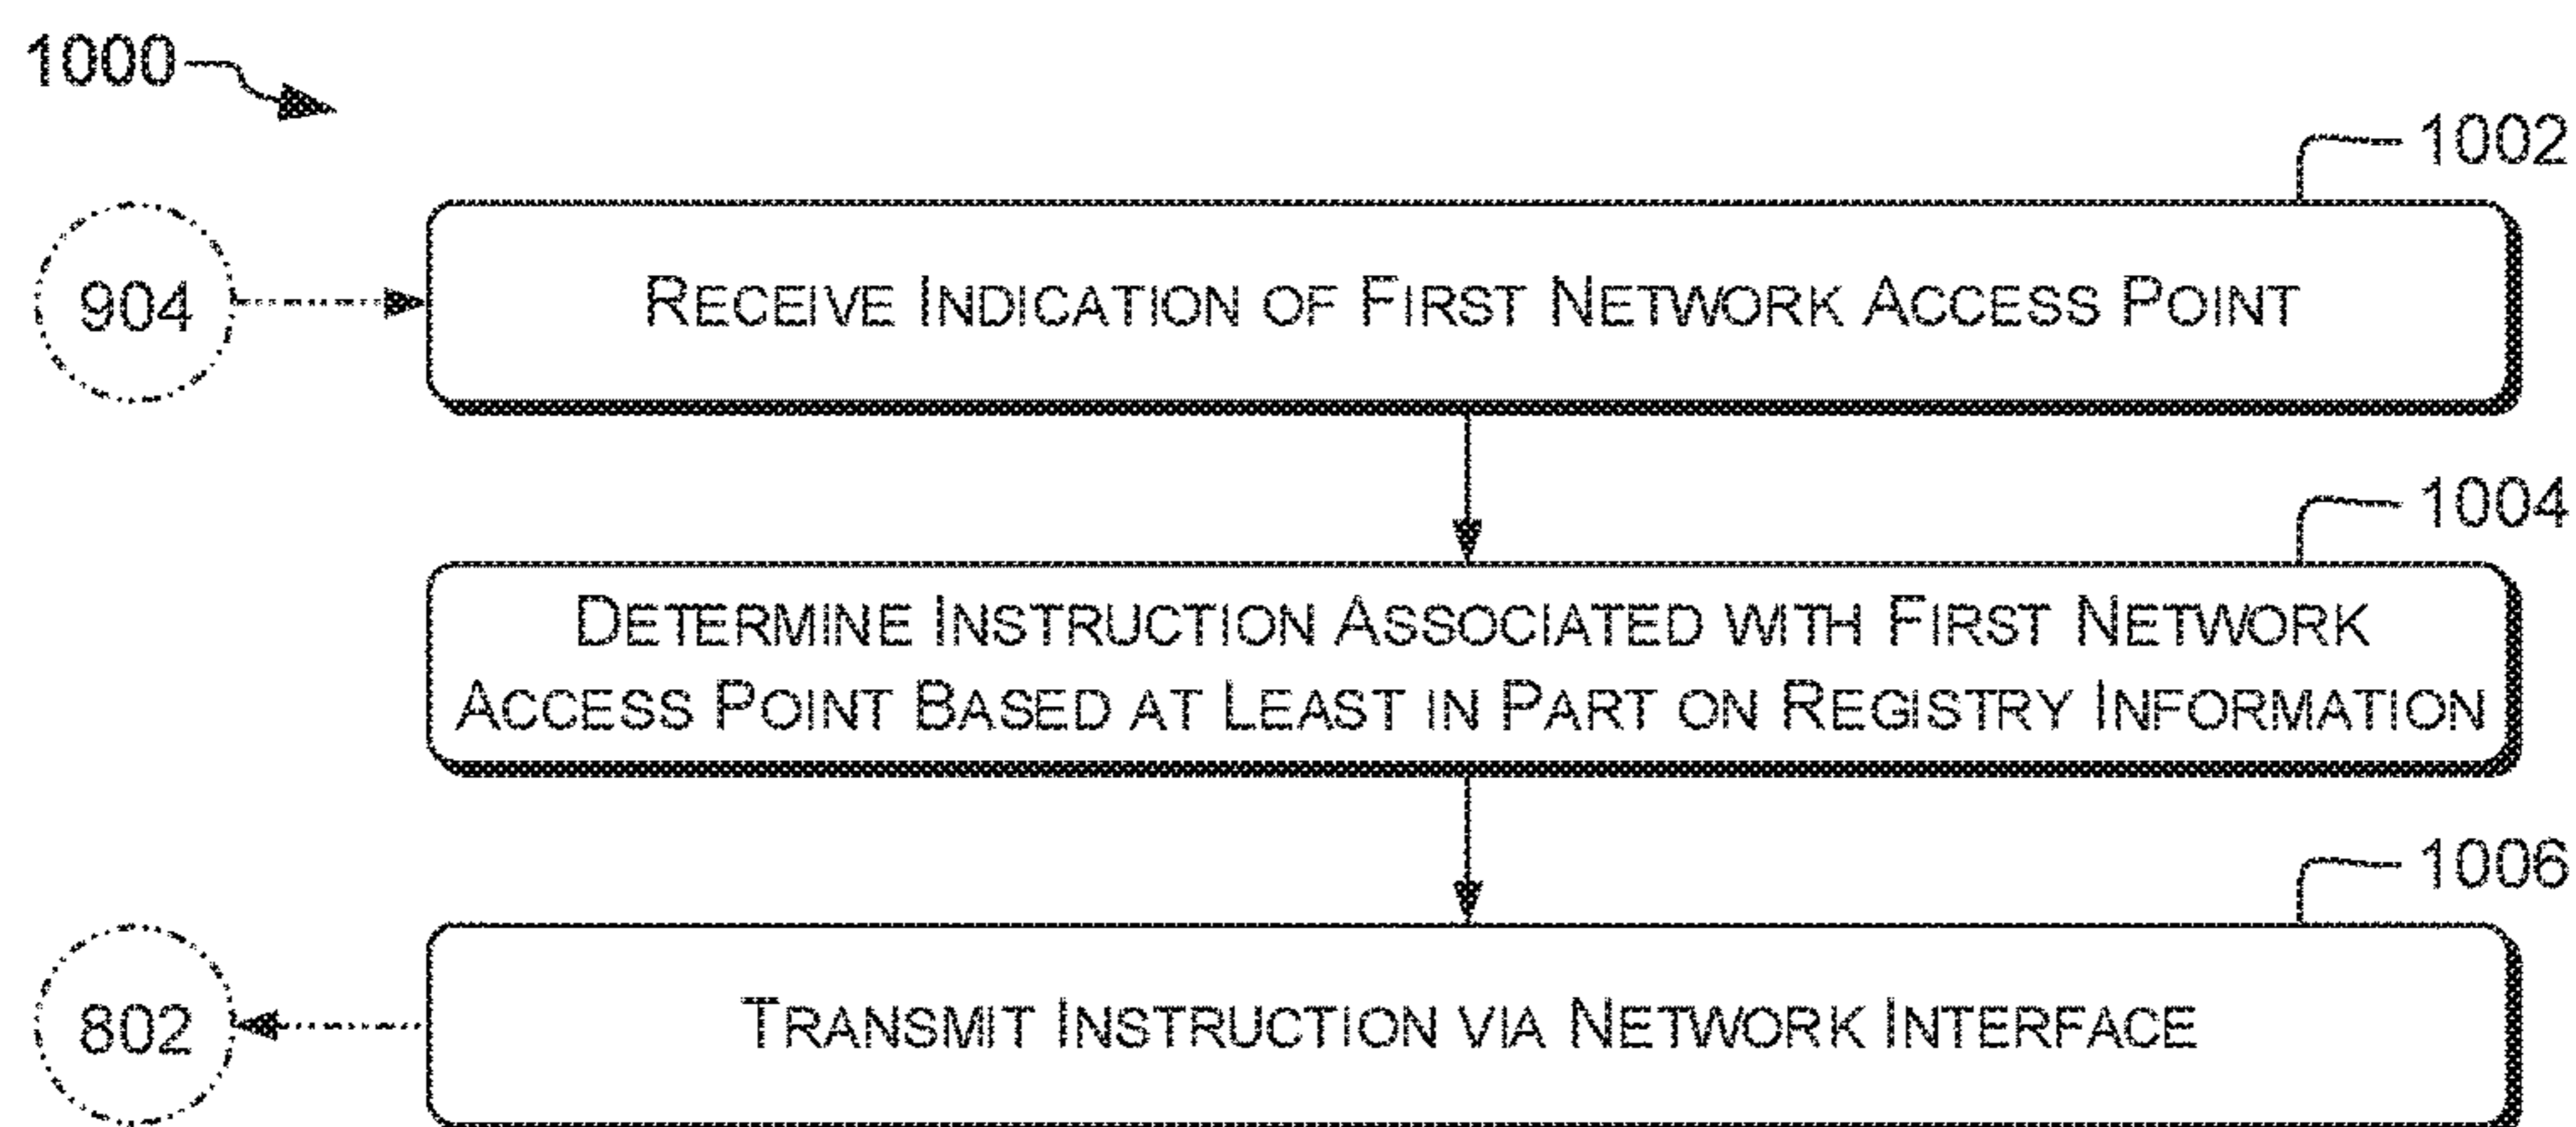 1000
1002
904
RECEIVE INDICATION OF FIRST NETWORK ACCESS POINT
1004
DETERMINE INSTRUCTION ASSOCIATED WITH FIRST NETWORK
ACCESS POINT BASED AT LEAST IN PART ON REGISTRY INFORMATION
1006
802
TRANSMIT INSTRUCTION VIA NETWORK INTERFACE